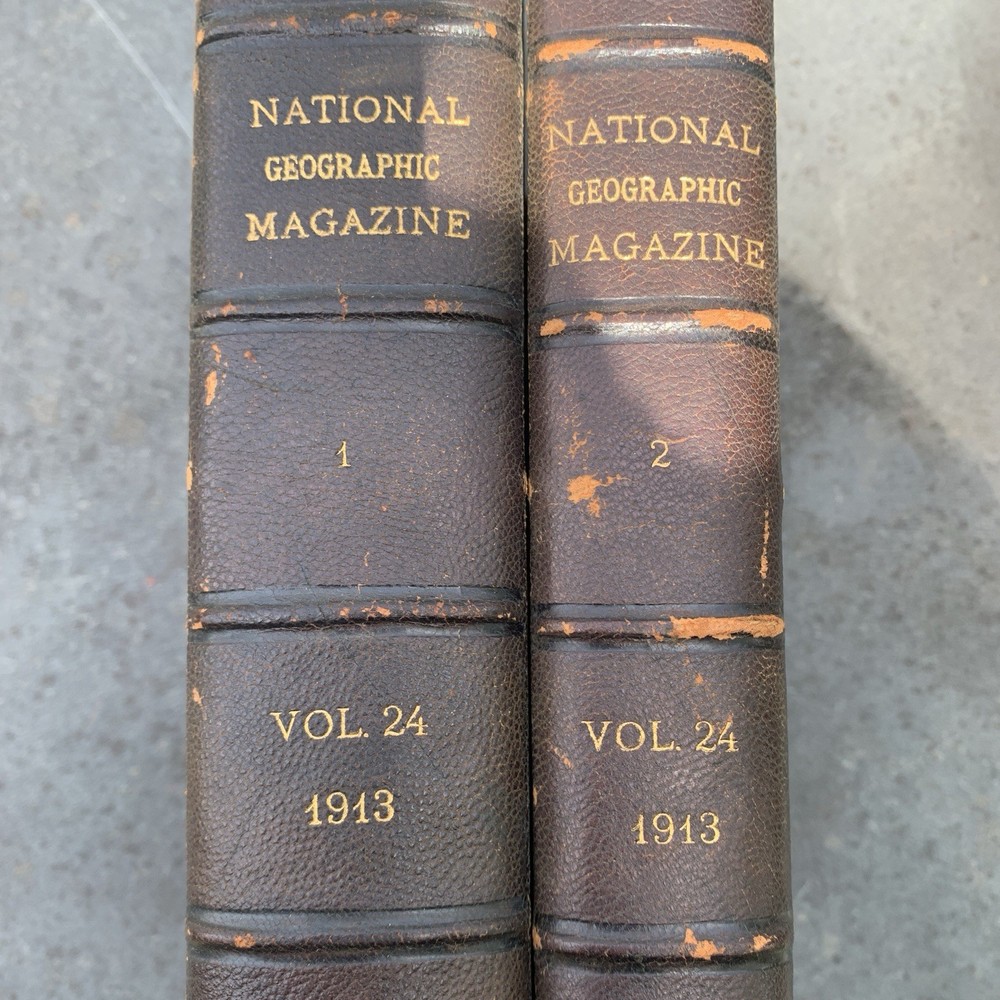 NATIONAL
GEOGRAPHIC
MAGAZINE
1
VOL. 24
1913
NATIONAL
GEOGRAPHIC
MAGAZINE
2
VOL. 24
1913